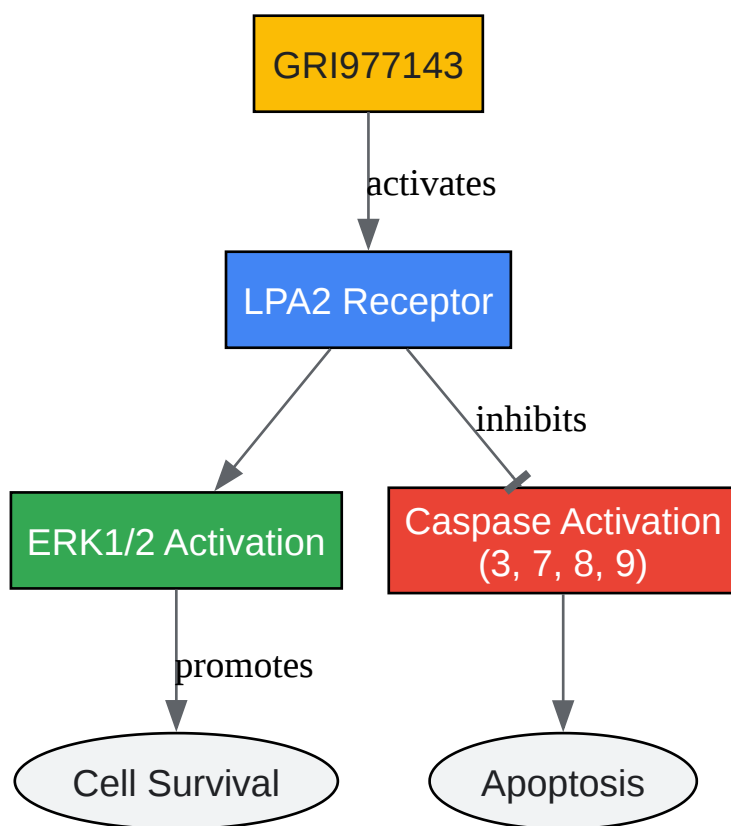 GRI977143
activates
LPA2 Receptor
inhibits
ERK1/2 Activation
Caspase Activation
(3, 7, 8, 9)
promotes
Cell Survival
Apoptosis